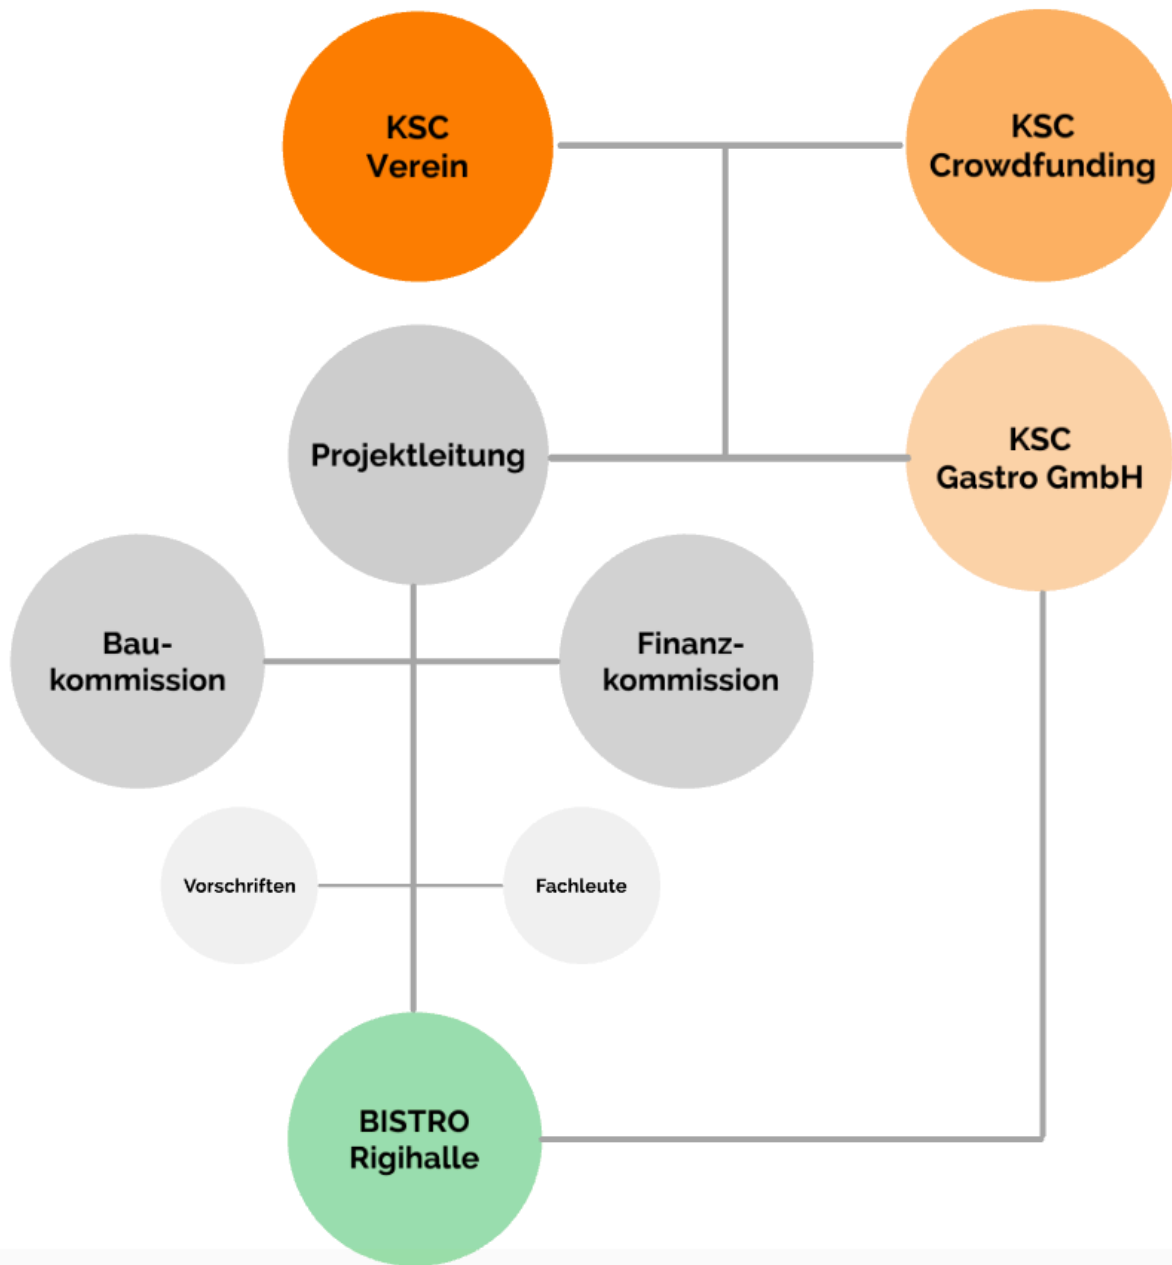 KSC
Verein
KSC
Crowdfunding
Projektleitung
KSC
Gastro GmbH
Bau-
kommission
Finanz-
kommission
Vorschriften
Fachleute
BISTRO
Rigihalle